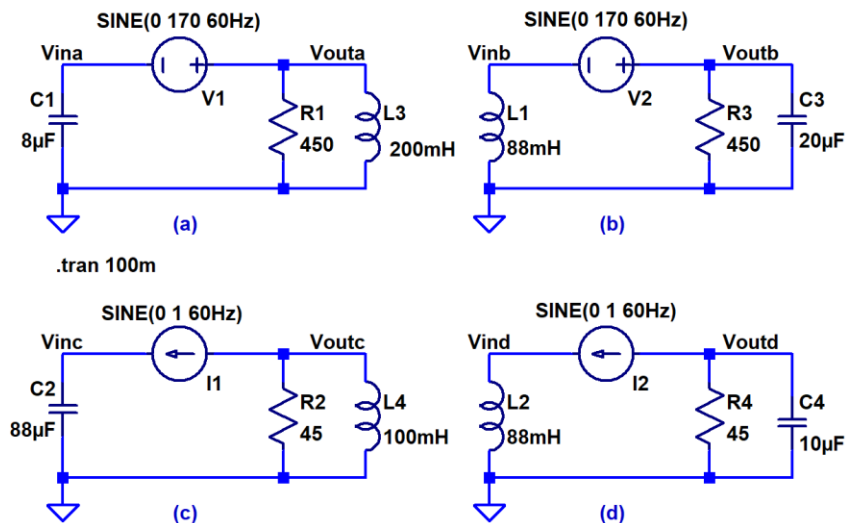 SINE(0 170 60Hz)
Vina
Vouta
V1
C1
8µF
R1
450
L3
200mH
(a)
SINE(0 170 60Hz)
Vinb
Voutb
V2
L1
88mH
R3
450
C3
20µF
(b)
.tran 100m
SINE(0 1 60Hz)
Vinc
Voutc
I1
C2
88µF
R2
45
L4
100mH
(c)
SINE(0 1 60Hz)
Vind
Voutd
I2
L2
88mH
R4
45
C4
10µF
(d)